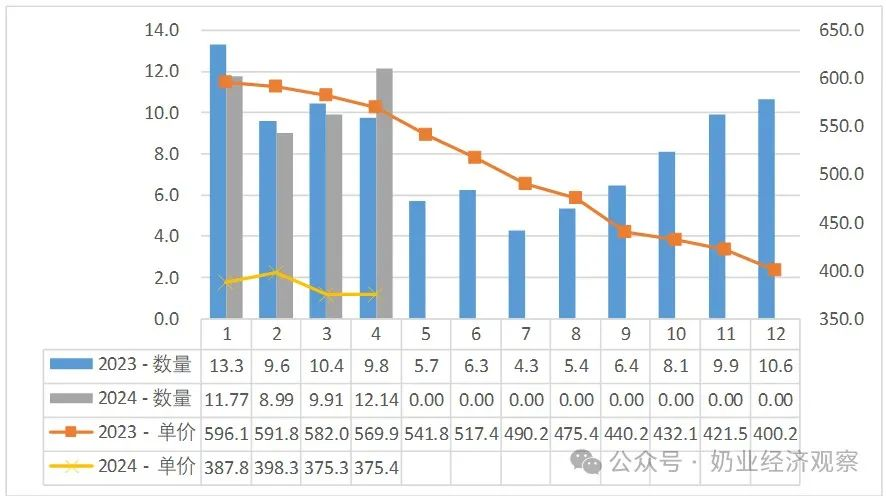 14.0 650.0
12.0 600.0
10.0 550.0
8.0 500.0
6.0 450.0
4.0 400.0
2.0
0.0 350.0
1 2 3 4 5 6 7 8 9 10 11 12
2023 - 数量 13.3 9.6 10.4 9.8 5.7 6.3 4.3 5.4 6.4 8.1 9.9 10.6
2024 - 数量 11.77 8.99 9.91 12.14 0.00 0.00 0.00 0.00 0.00 0.00 0.00 0.00
2023 - 单价 596.1 591.8 582.0 569.9 541.8 517.4 490.2 475.4 440.2 432.1 421.5 400.2
2024 - 单价 387.8 398.3 375.3 375.4
公众号 · 奶业经济观察